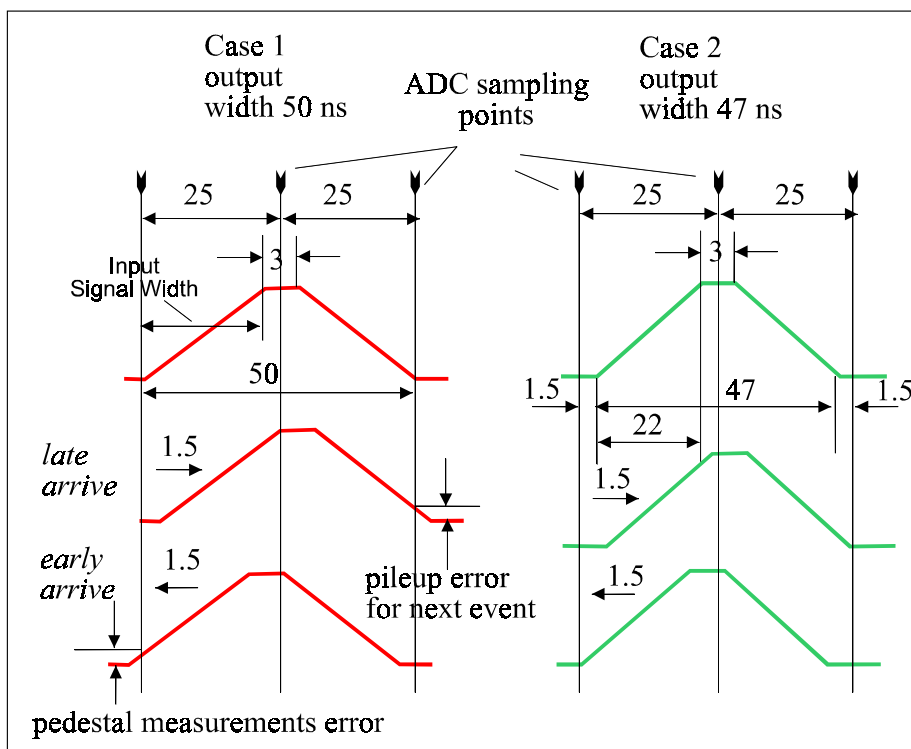 Case 1
output
width 50 ns
ADC sampling
points
Case 2
output
width 47 ns
25
25
25
25
3
3
Input
Signal Width
50
1.5
47
1.5
22
late
arrive
1.5
1.5
early
arrive
1.5
pileup error
for next event
1.5
pedestal measurements error